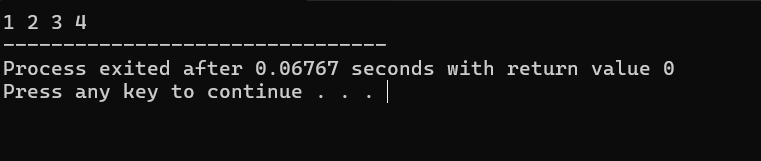 1 2 3 4
--------------------------------
Process exited after 0.06767 seconds with return value 0
Press any key to continue . . .